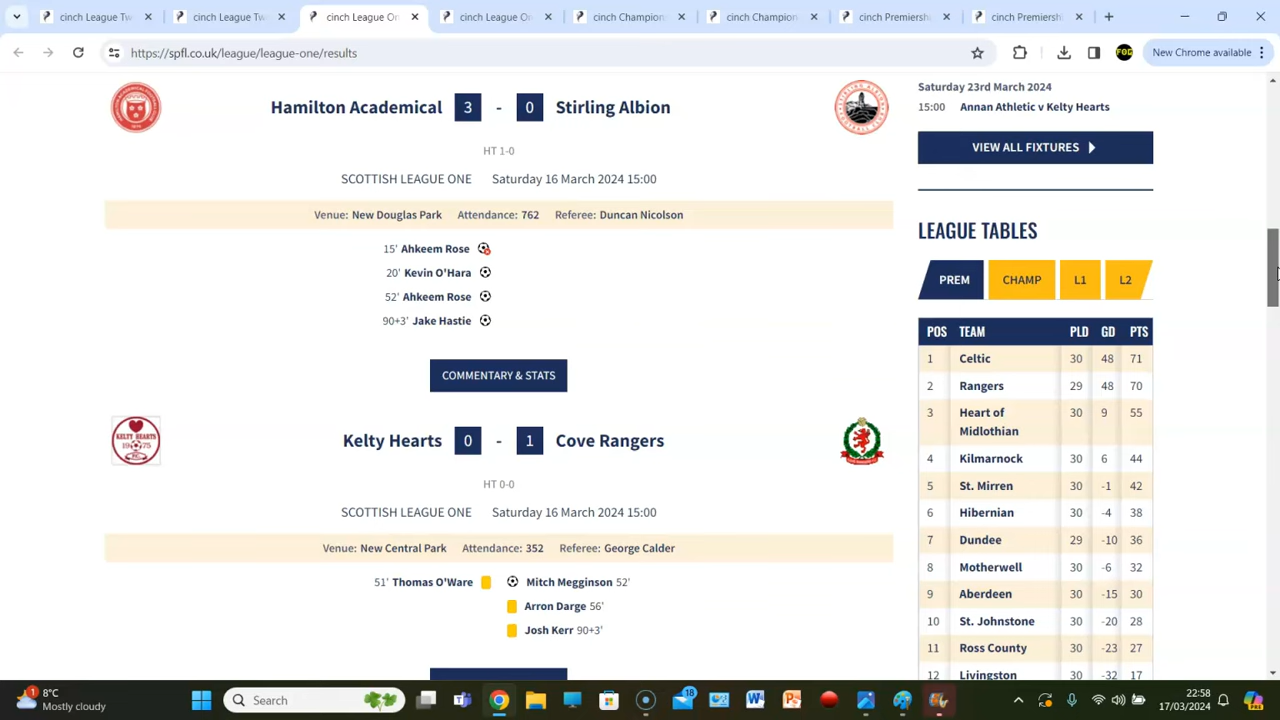 cinch League Tw
cinch League Tw
cinch League On
cinch League On
cinch Champion
cinch Champion
cinch Premiersh
cinch Premiersh
https://spfl.co.uk/league/league-one/results
New Chrome available
Hamilton Academical 3 - 0 Stirling Albion
HT 1-0
SCOTTISH LEAGUE ONE Saturday 16 March 2024 15:00
Venue: New Douglas Park Attendance: 762 Referee: Duncan Nicolson
15' Ahkeem Rose
20' Kevin O'Hara
52' Ahkeem Rose
90+3' Jake Hastie
COMMENTARY & STATS
KELTY HEARTS
1975
Kelty Hearts 0 - 1 Cove Rangers
HT 0-0
SCOTTISH LEAGUE ONE Saturday 16 March 2024 15:00
Venue: New Central Park Attendance: 352 Referee: George Calder
51' Thomas O'Ware Mitch Megginson 52'
Arron Darge 56'
Josh Kerr 90+3'
Saturday 23rd March 2024
15:00 Annan Athletic v Kelty Hearts
VIEW ALL FIXTURES
LEAGUE TABLES
PREM CHAMP L1 L2
POS TEAM PLD GD PTS
1 Celtic 30 48 71
2 Rangers 29 48 70
3 Heart of Midlothian 30 9 55
4 Kilmarnock 30 6 44
5 St. Mirren 30 -1 42
6 Hibernian 30 -4 38
7 Dundee 29 -10 36
8 Motherwell 30 -6 32
9 Aberdeen 30 -15 30
10 St. Johnstone 30 -20 28
11 Ross County 30 -23 27
12 Livingston 30 -32 17
1 8°C
Mostly cloudy
Search
18
22:58
17/03/2024